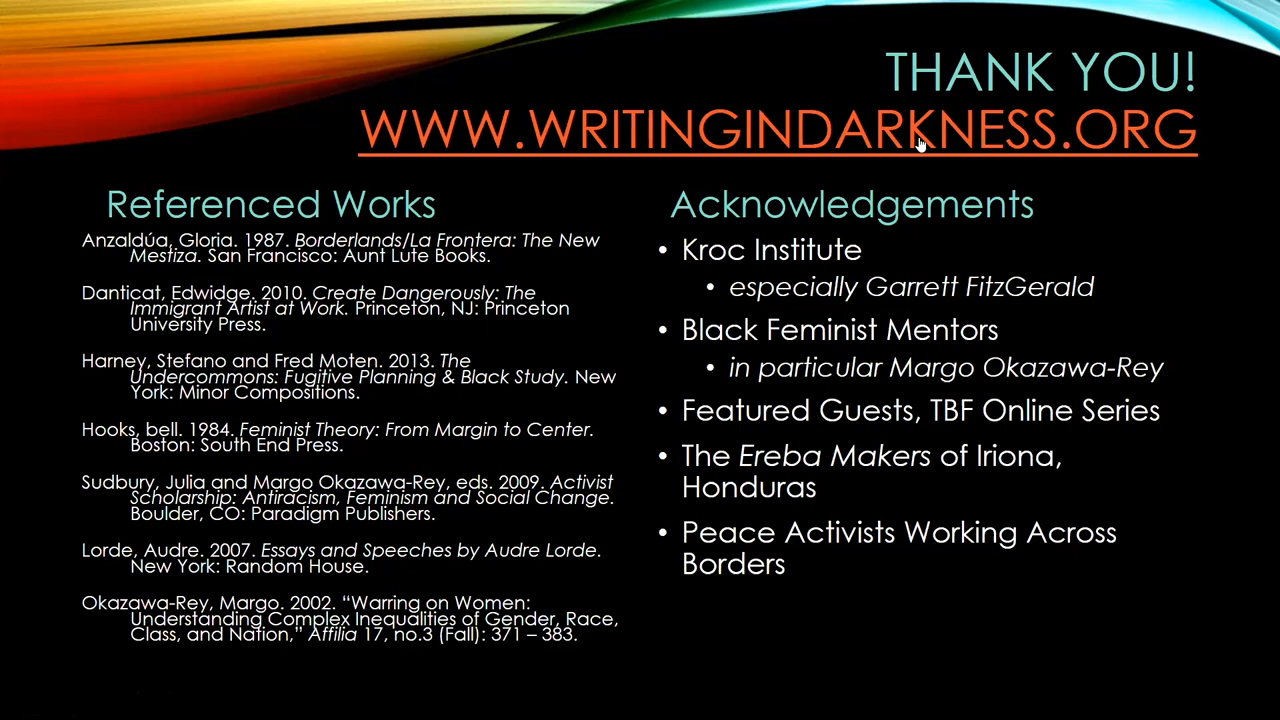 THANK YOU!
WWW.WRITINGINDARKNESS.ORG
Referenced Works
Anzaldúa, Gloria. 1987. Borderlands/La Frontera: The New
Mestiza. San Francisco: Aunt Lute Books.
Danticat, Edwidge. 2010. Create Dangerously: The
Immigrant Artist at Work. Princeton, NJ: Princeton
University Press.
Harney, Stefano and Fred Moten. 2013. The
Undercommons: Fugitive Planning & Black Study. New
York: Minor Compositions.
Hooks, bell. 1984. Feminist Theory: From Margin to Center.
Boston: South End Press.
Sudbury, Julia and Margo Okazawa-Rey, eds. 2009. Activist
Scholarship: Antiracism, Feminism and Social Change.
Boulder, CO: Paradigm Publishers.
Lorde, Audre. 2007. Essays and Speeches by Audre Lorde.
New York: Random House.
Okazawa-Rey, Margo. 2002. “Warring on Women:
Understanding Complex Inequalities of Gender, Race,
Class, and Nation,” Affilia 17, no.3 (Fall): 371 – 383.
Acknowledgements
• Kroc Institute
• especially Garrett FitzGerald
• Black Feminist Mentors
• in particular Margo Okazawa-Rey
• Featured Guests, TBF Online Series
• The Ereba Makers of Iriona,
Honduras
• Peace Activists Working Across
Borders